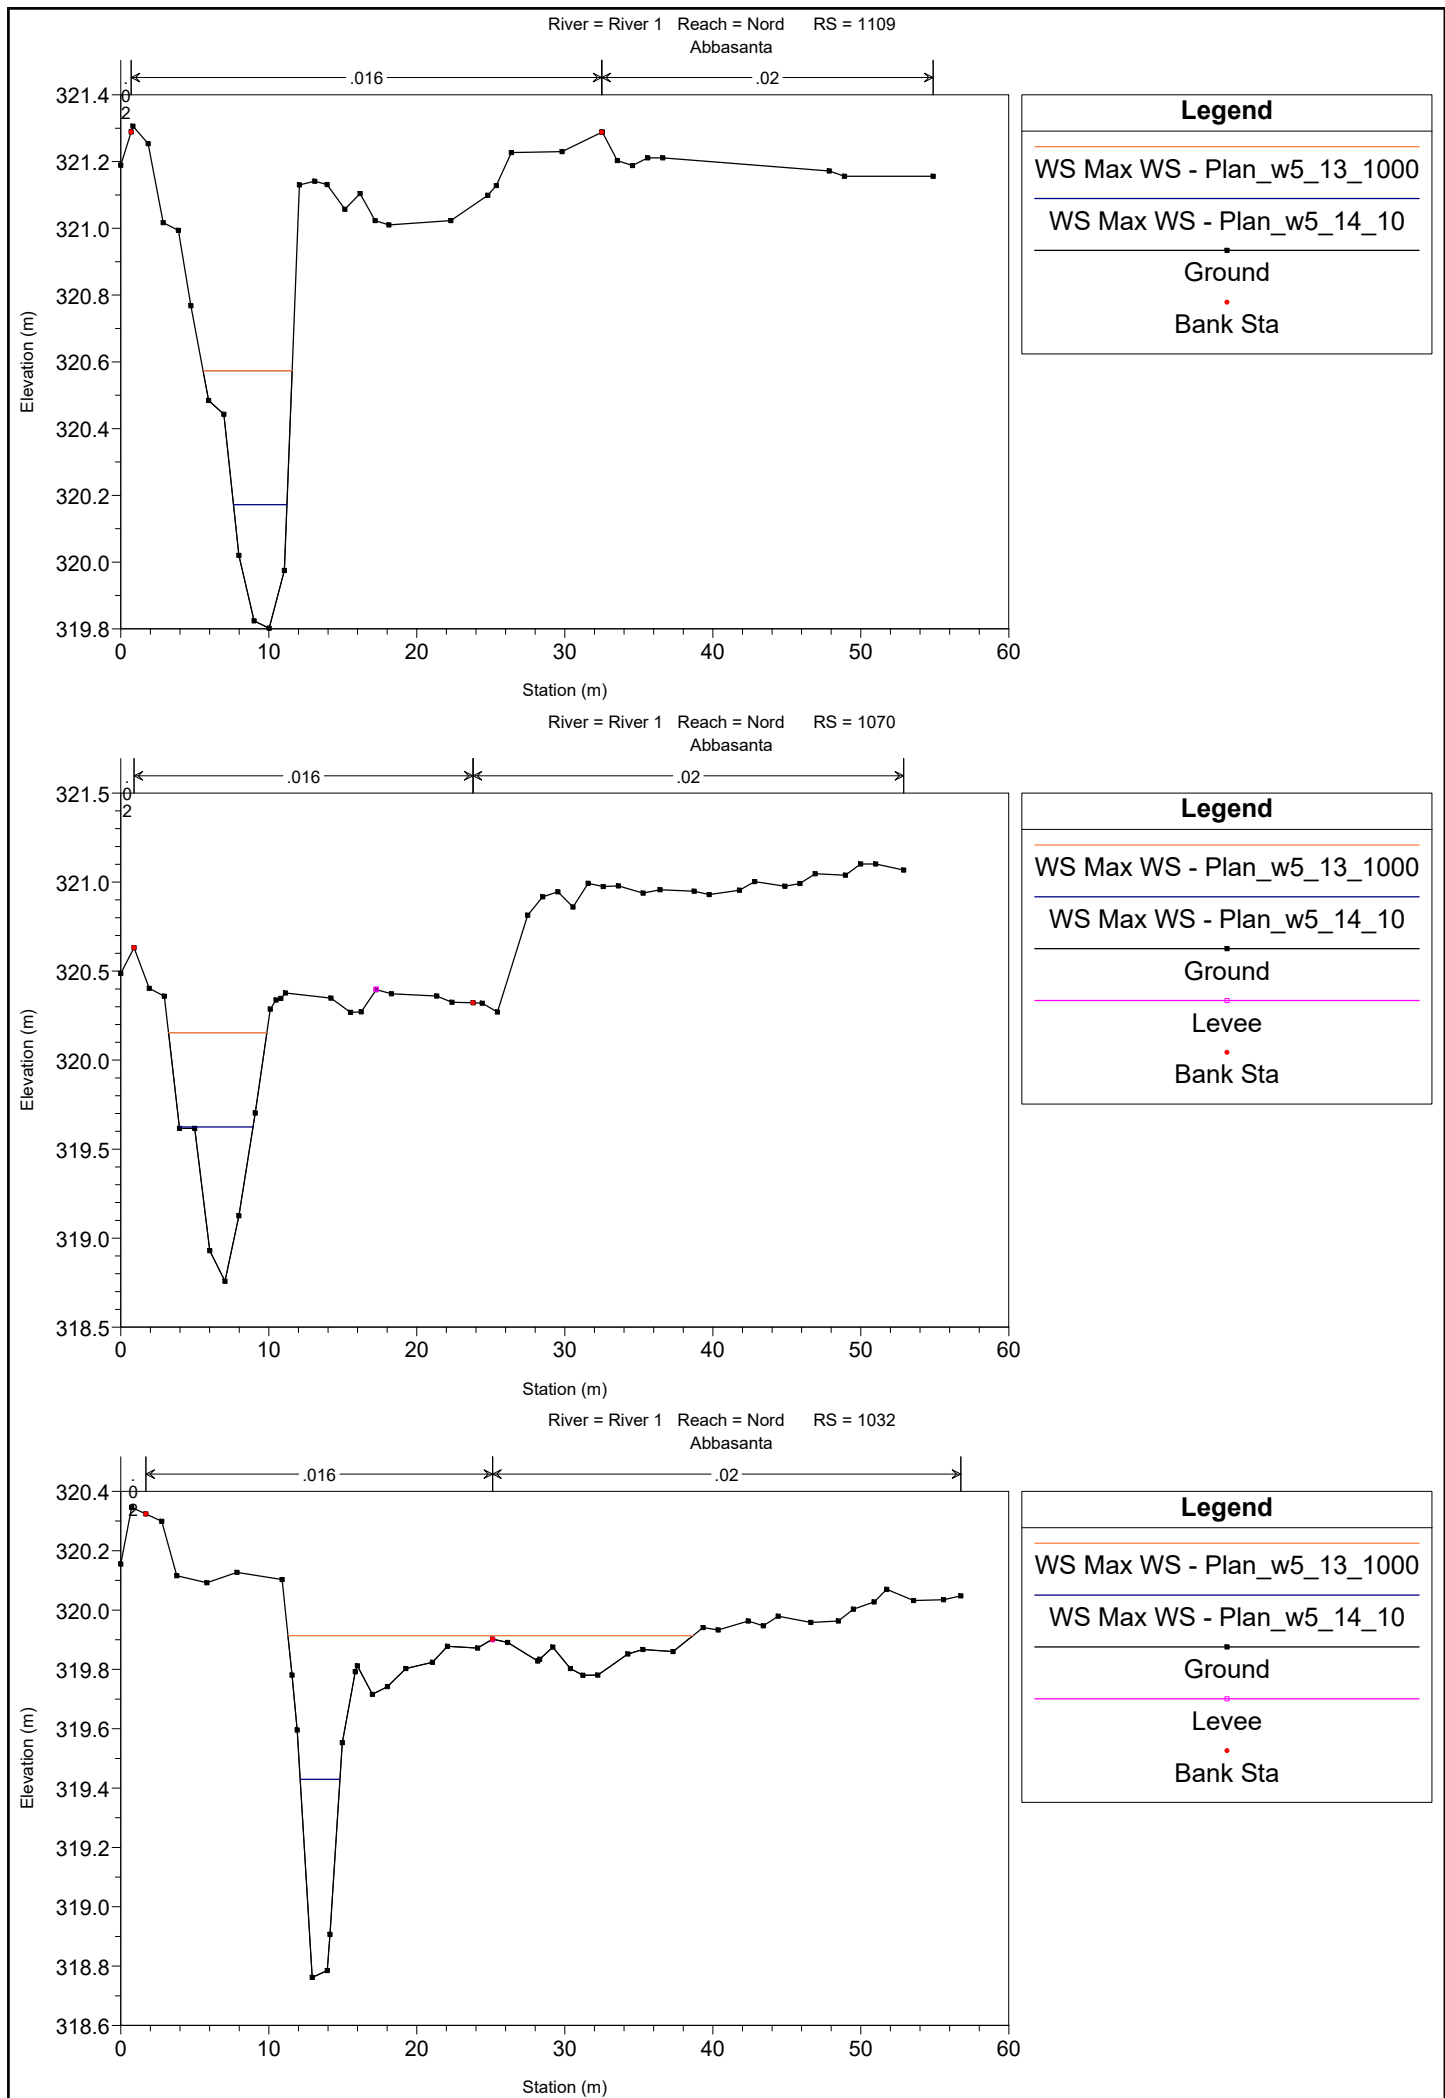 River = River 1 Reach = Nord RS = 1109
Abbasanta
.02
.016
.02
321.4
321.2
321.0
320.8
320.6
320.4
320.2
320.0
319.8
Elevation (m)
0 10 20 30 40 50 60
Station (m)
Legend
WS Max WS - Plan_w5_13_1000
WS Max WS - Plan_w5_14_10
Ground
Bank Sta
River = River 1 Reach = Nord RS = 1070
Abbasanta
.02
.016
.02
321.5
321.0
320.5
320.0
319.5
319.0
318.5
Elevation (m)
0 10 20 30 40 50 60
Station (m)
Legend
WS Max WS - Plan_w5_13_1000
WS Max WS - Plan_w5_14_10
Ground
Levee
Bank Sta
River = River 1 Reach = Nord RS = 1032
Abbasanta
.02
.016
.02
320.4
320.2
320.0
319.8
319.6
319.4
319.2
319.0
318.8
318.6
Elevation (m)
0 10 20 30 40 50 60
Station (m)
Legend
WS Max WS - Plan_w5_13_1000
WS Max WS - Plan_w5_14_10
Ground
Levee
Bank Sta